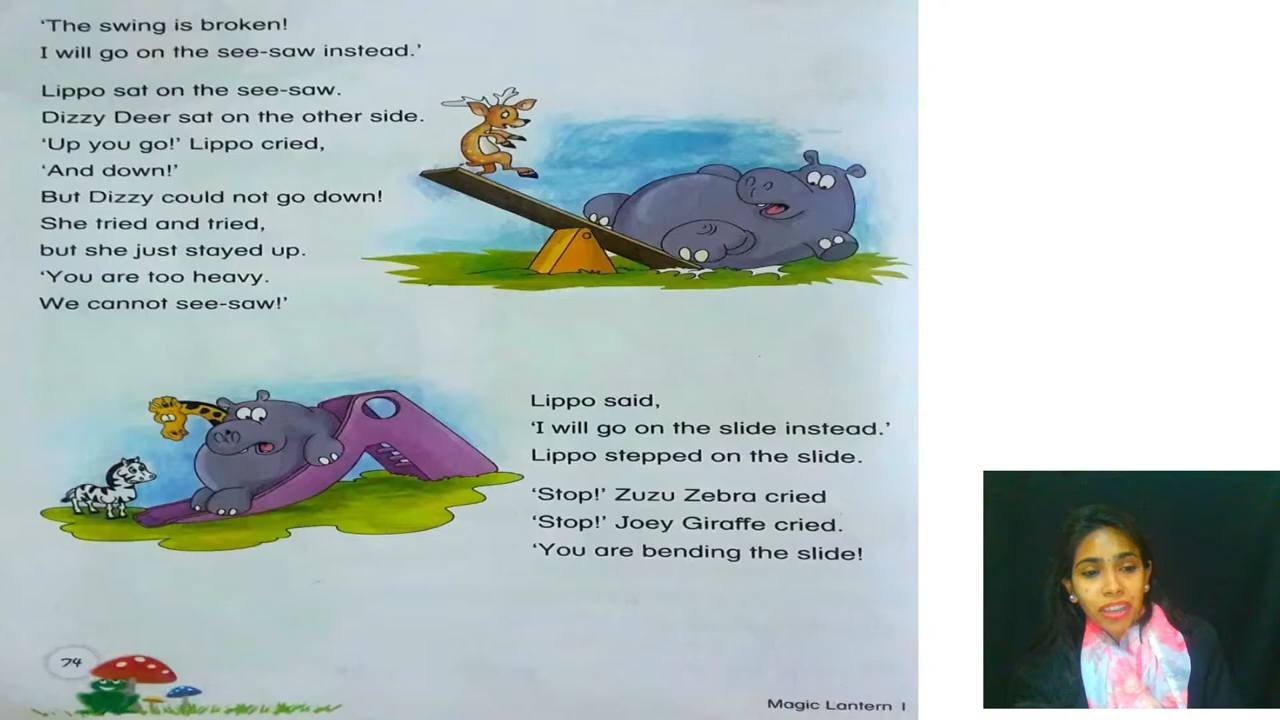 ‘The swing is broken!
I will go on the see-saw instead.’
Lippo sat on the see-saw.
Dizzy Deer sat on the other side.
‘Up you go!’ Lippo cried,
‘And down!’
But Dizzy could not go down!
She tried and tried,
but she just stayed up.
‘You are too heavy.
We cannot see-saw!’
Lippo said,
‘I will go on the slide instead.’
Lippo stepped on the slide.
‘Stop!’ Zuzu Zebra cried
‘Stop!’ Joey Giraffe cried.
‘You are bending the slide!
74
Magic Lantern 1